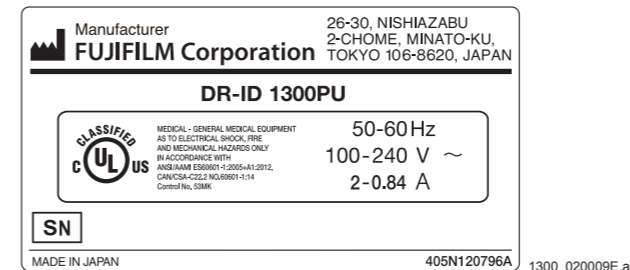 Manufacturer
FUJIFILM Corporation
26-30, NISHIAZABU
2-CHOME, MINATO-KU,
TOKYO 106-8620, JAPAN
DR-ID 1300PU
CLASSIFIED
C UL US
MEDICAL - GENERAL MEDICAL EQUIPMENT
AS TO ELECTRICAL SHOCK, FIRE
AND MECHANICAL HAZARDS ONLY
IN ACCORDANCE WITH
ANSI/AAMI ES60601-1:2005+A1:2012,
CAN/CSA-C22.2 NO.60601-1:14
Control No, 53MK
50-60Hz
100-240 V ～
2-0.84 A
SN
MADE IN JAPAN
405N120796A
1300_020009E.a